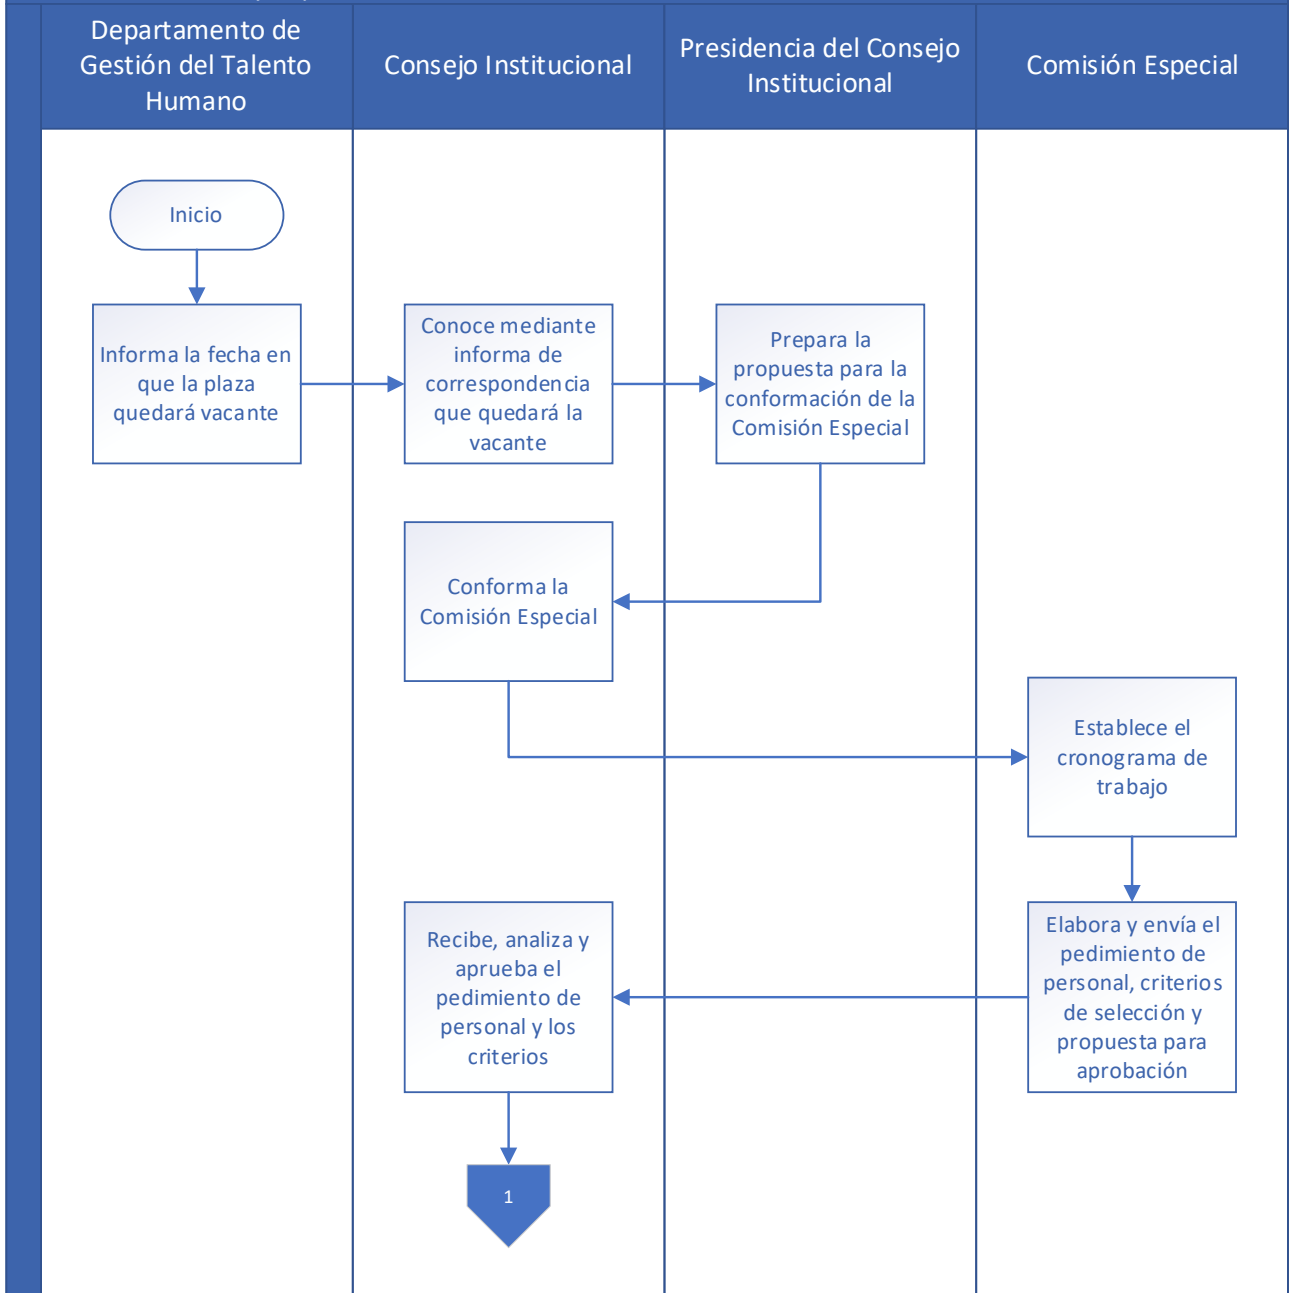 Departamento de
Gestión del Talento
Humano
Consejo Institucional
Presidencia del Consejo
Institucional
Comisión Especial
Inicio
Informa la fecha en
que la plaza
quedará vacante
Conoce mediante
informa de
correspondencia
que quedará la
vacante
Prepara la
propuesta para la
conformación de la
Comisión Especial
Conforma la
Comisión Especial
Establece el
cronograma de
trabajo
Elabora y envía el
pedimiento de
personal, criterios
de selección y
propuesta para
aprobación
Recibe, analiza y
aprueba el
pedimiento de
personal y los
criterios
1